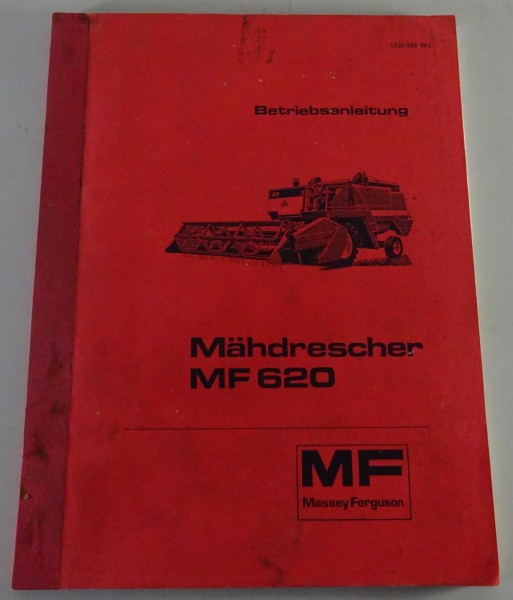 Betriebsanleitung
Mähdrescher
MF 620
MF
Massey Ferguson